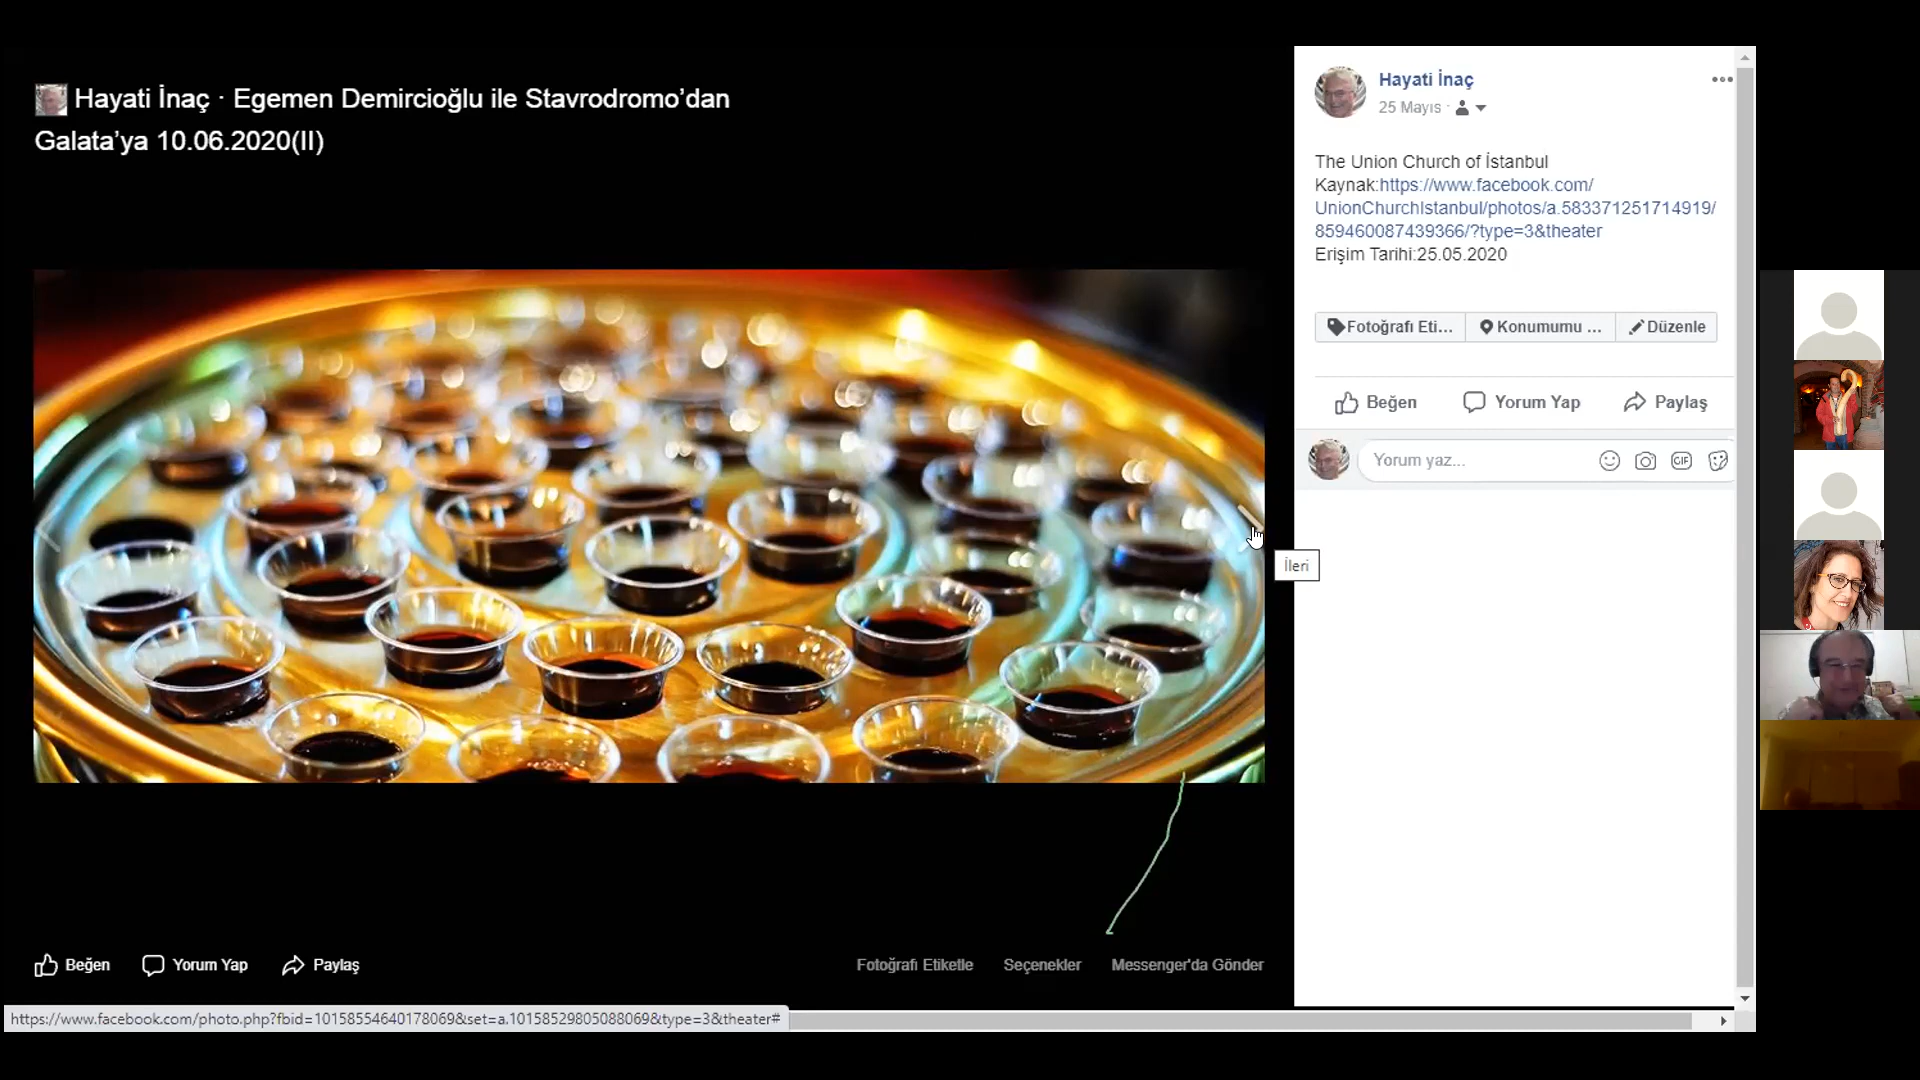 Hayati İnaç · Egemen Demircioğlu ile Stavrodromo'dan
Galata'ya 10.06.2020(II)
Beğen
Yorum Yap
Paylaş
Fotoğrafı Etiketle
Seçenekler
Messenger'da Gönder
https://www.facebook.com/photo.php?fbid=10158554640178069&set=a.10158529805088069&type=3&theater#
Hayati İnaç
25 Mayıs ·
The Union Church of İstanbul
Kaynak:https://www.facebook.com/
UnionChurchIstanbul/photos/a.583371251714919/
859460087439366/?type=3&theater
Erişim Tarihi:25.05.2020
Fotoğrafı Eti...
Konumumu ...
Düzenle
Beğen
Yorum Yap
Paylaş
Yorum yaz...
GIF
İleri